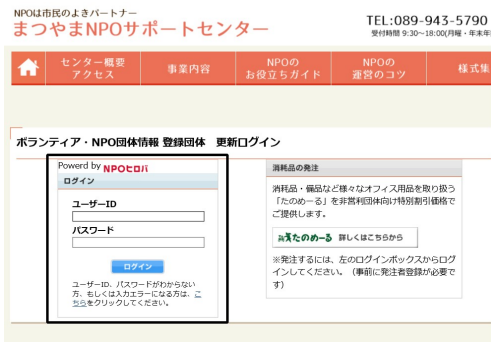 NPOは市民のよきパートナー
まつやまNPOサポートセンター
TEL:089-943-5790
受付時間 9:30～18:00(月曜・年末年
センター概要
アクセス
事業内容
NPOの
お役立ちガイド
NPOの
運営のコツ
様式集
ボランティア・NPO団体情報 登録団体　更新ログイン
Powerd by NPOヒロバ
ログイン
ユーザーID
パスワード
ログイン
ユーザーID、パスワードがわからない
方、もしくは入力エラーになる方は、こ
ちらをクリックしてください。
消耗品の発注
消耗品・備品など様々なオフィス用品を取り扱う
「たのめーる」を非営利団体向け特別割引価格で
ご提供します。
たのめーる 詳しくはこちらから
※発注するには、左のログインボックスからログ
インしてください。（事前に発注者登録が必要で
す）